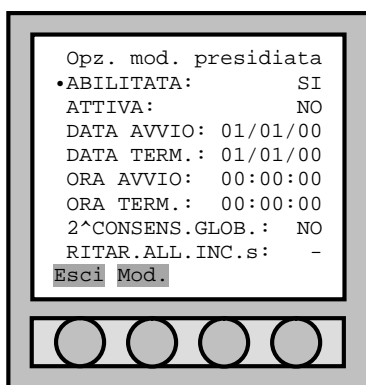 Opz. mod. presidiata
•ABILITATA: SI
ATTIVA: NO
DATA AVVIO: 01/01/00
DATA TERM.: 01/01/00
ORA AVVIO: 00:00:00
ORA TERM.: 00:00:00
2^CONSENS.GLOB.: NO
RITAR.ALL.INC.s: -
Esci Mod.